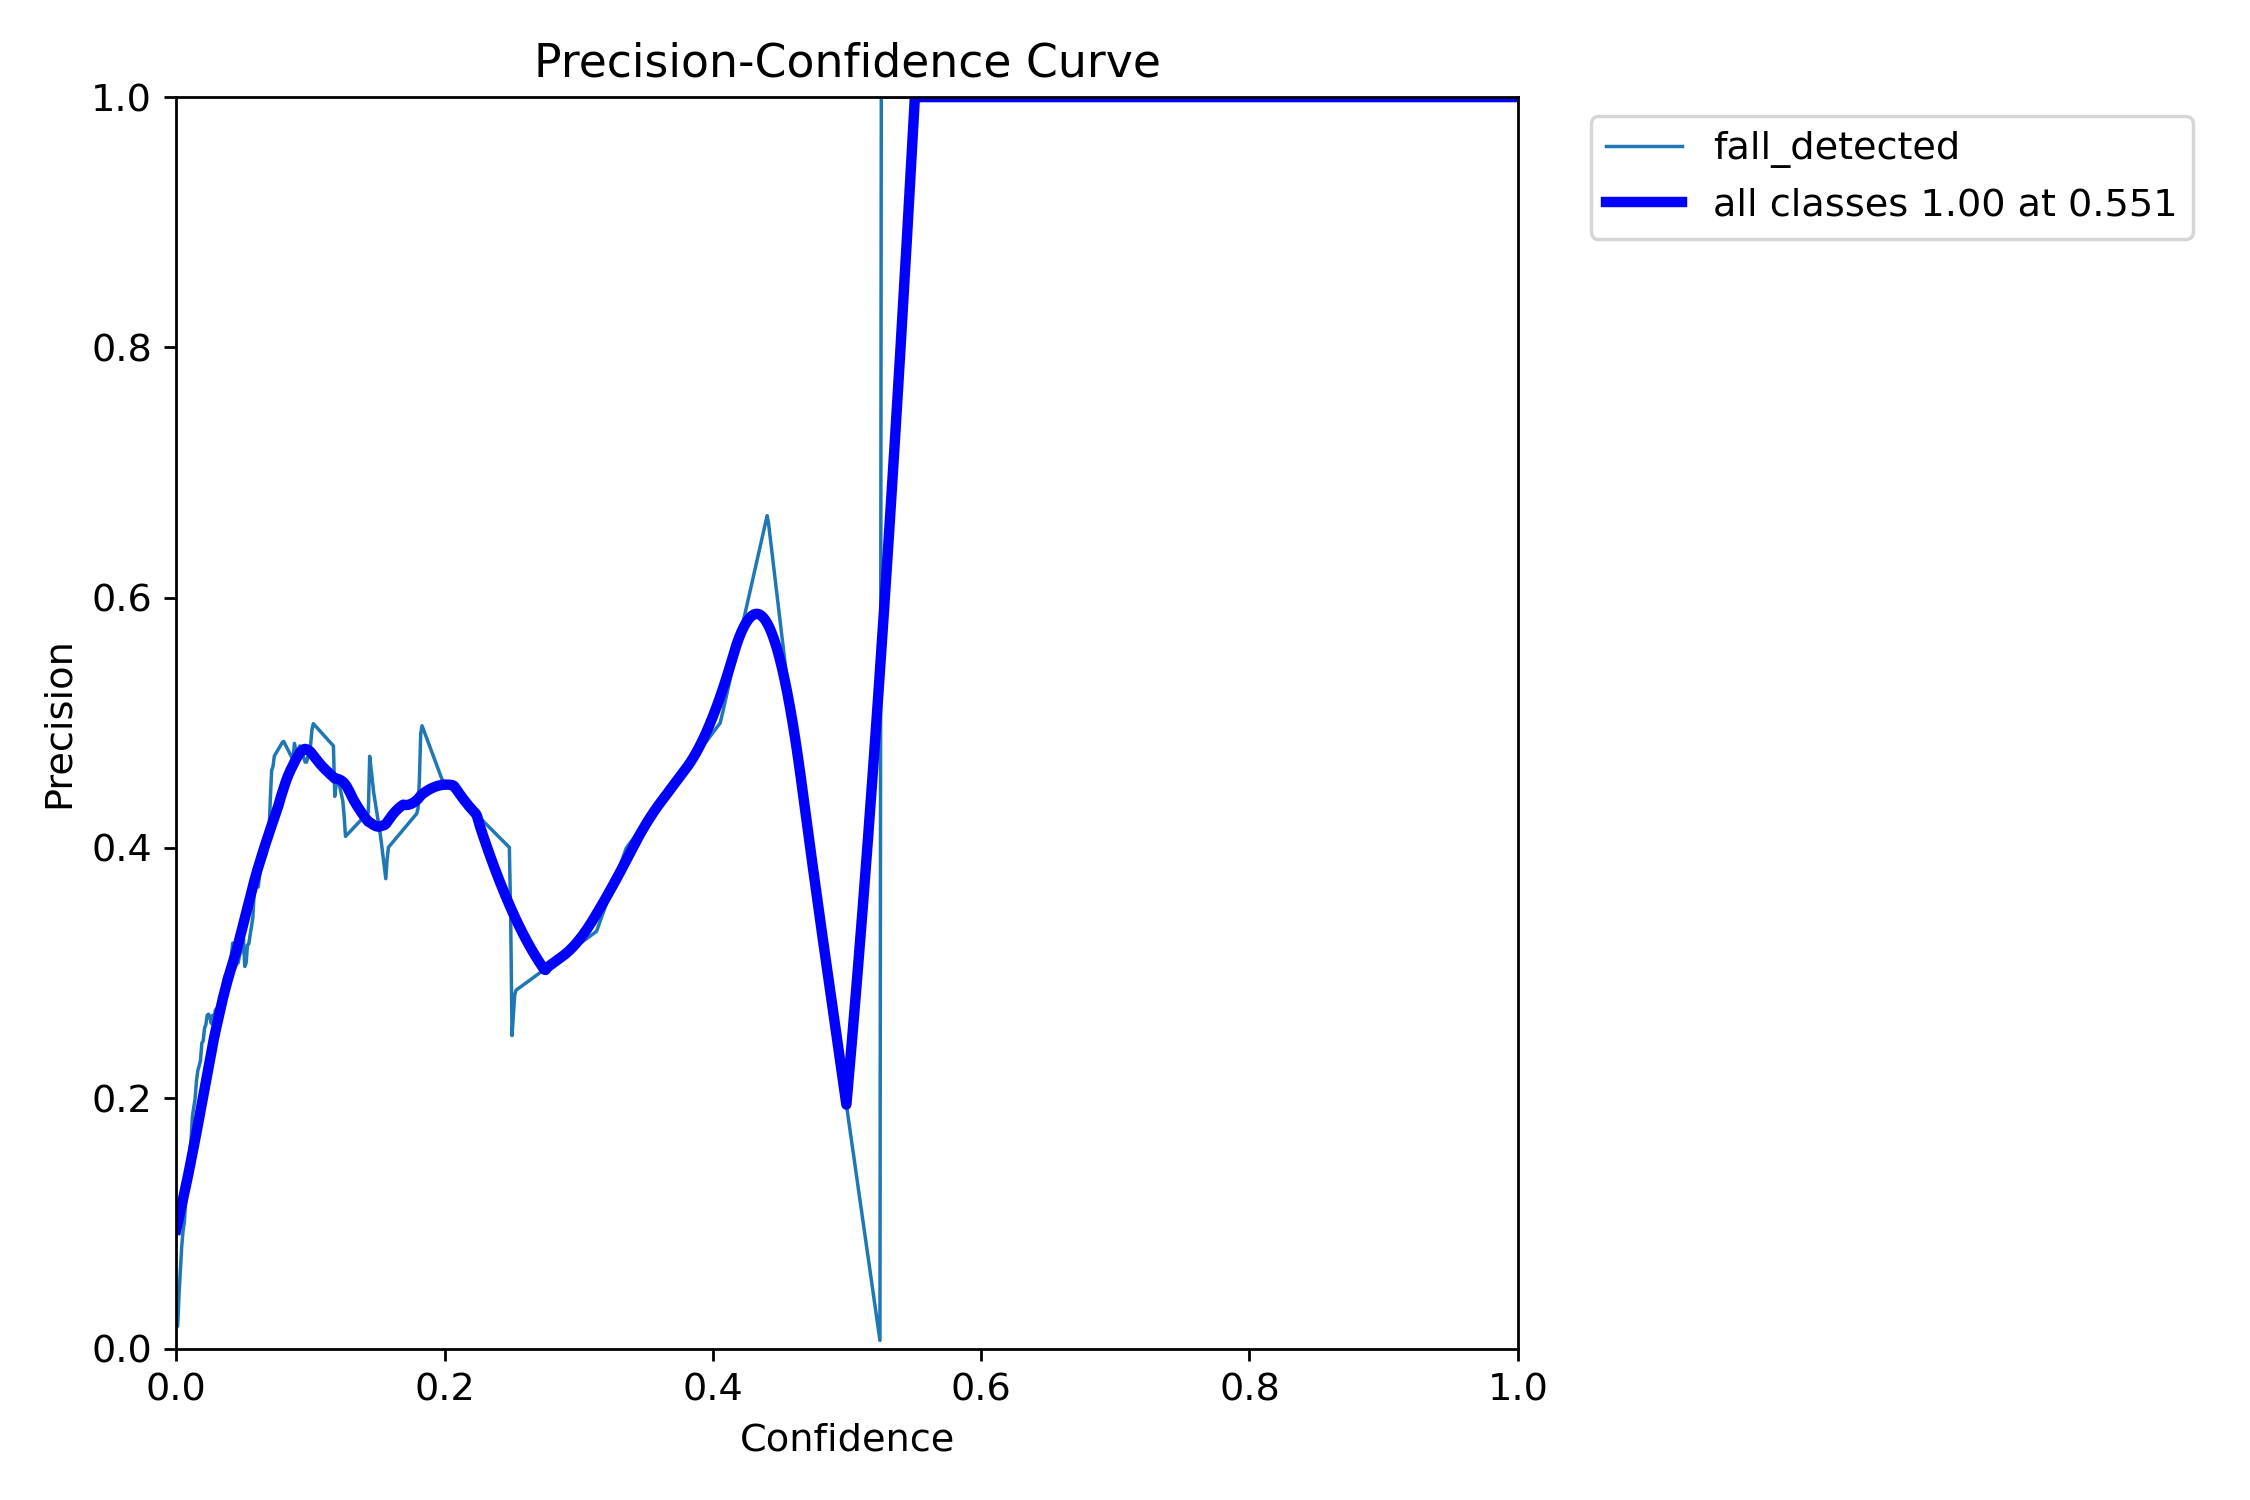 Precision-Confidence Curve
1.0
0.8
0.6
0.4
0.2
0.0
Precision
0.0 0.2 0.4 0.6 0.8 1.0
Confidence
fall_detected
all classes 1.00 at 0.551